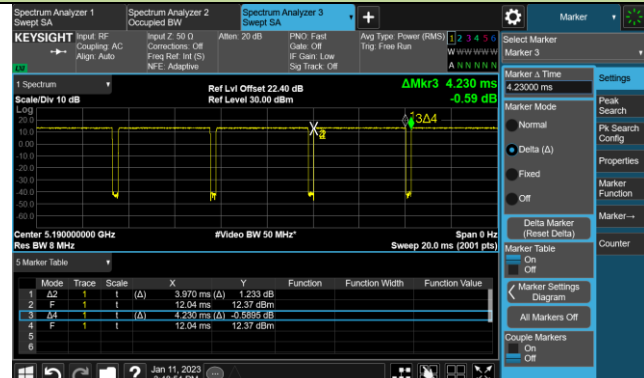 Spectrum Analyzer 1
Swept SA
Spectrum Analyzer 2
Occupied BW
Spectrum Analyzer 3
Swept SA
Marker
KEYSIGHT
Input: RF
Coupling: AC
Align: Auto
Input Z: 50 Ω
Corrections: Off
Freq Ref: Int (S)
NFE: Adaptive
Atten: 20 dB
PNO: Fast
Gate: Off
IF Gain: Low
Sig Track: Off
Avg Type: Power (RMS)
Trig: Free Run
1 2 3 4 5 6
W W W W W W
A N N N N N
LXI
Select Marker
Marker 3
1 Spectrum
Scale/Div 10 dB
Ref Lvl Offset 22.40 dB
Ref Level 30.00 dBm
ΔMkr3 4.230 ms
-0.59 dB
Log
20.0
10.0
0.00
-10.0
-20.0
-30.0
-40.0
-50.0
-60.0
3Δ4
Center 5.190000000 GHz
Res BW 8 MHz
#Video BW 50 MHz*
Span 0 Hz
Sweep 20.0 ms (2001 pts)
Marker Δ Time
4.23000 ms
Marker Mode
Normal
Delta (Δ)
Fixed
Off
Delta Marker
(Reset Delta)
Marker Table
On
Off
Marker Settings
Diagram
All Markers Off
Couple Markers
On
Off
Settings
Peak
Search
Pk Search
Config
Properties
Marker
Function
Marker→
Counter
5 Marker Table
Mode Trace Scale X Y Function Function Width Function Value
1 Δ2 1 t (Δ) 3.970 ms (Δ) 1.233 dB
2 F 1 t 12.04 ms 12.37 dBm
3 Δ4 1 t (Δ) 4.230 ms (Δ) -0.5895 dB
4 F 1 t 12.04 ms 12.37 dBm
5
6
Jan 11, 2023